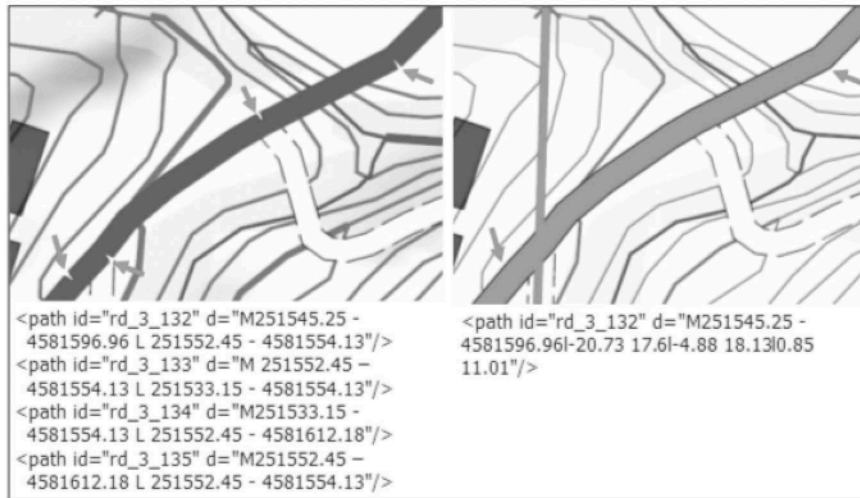 <path id="rd_3_132" d="M251545.25 -
4581596.96 L 251552.45 - 4581554.13"/>
<path id="rd_3_133" d="M 251552.45 –
4581554.13 L 251533.15 - 4581554.13"/>
<path id="rd_3_134" d="M251533.15 -
4581554.13 L 251552.45 - 4581612.18"/>
<path id="rd_3_135" d="M251552.45 –
4581612.18 L 251552.45 - 4581554.13"/>
<path id="rd_3_132" d="M251545.25 -
4581596.96l-20.73 17.6l-4.88 18.13l0.85
11.01"/>